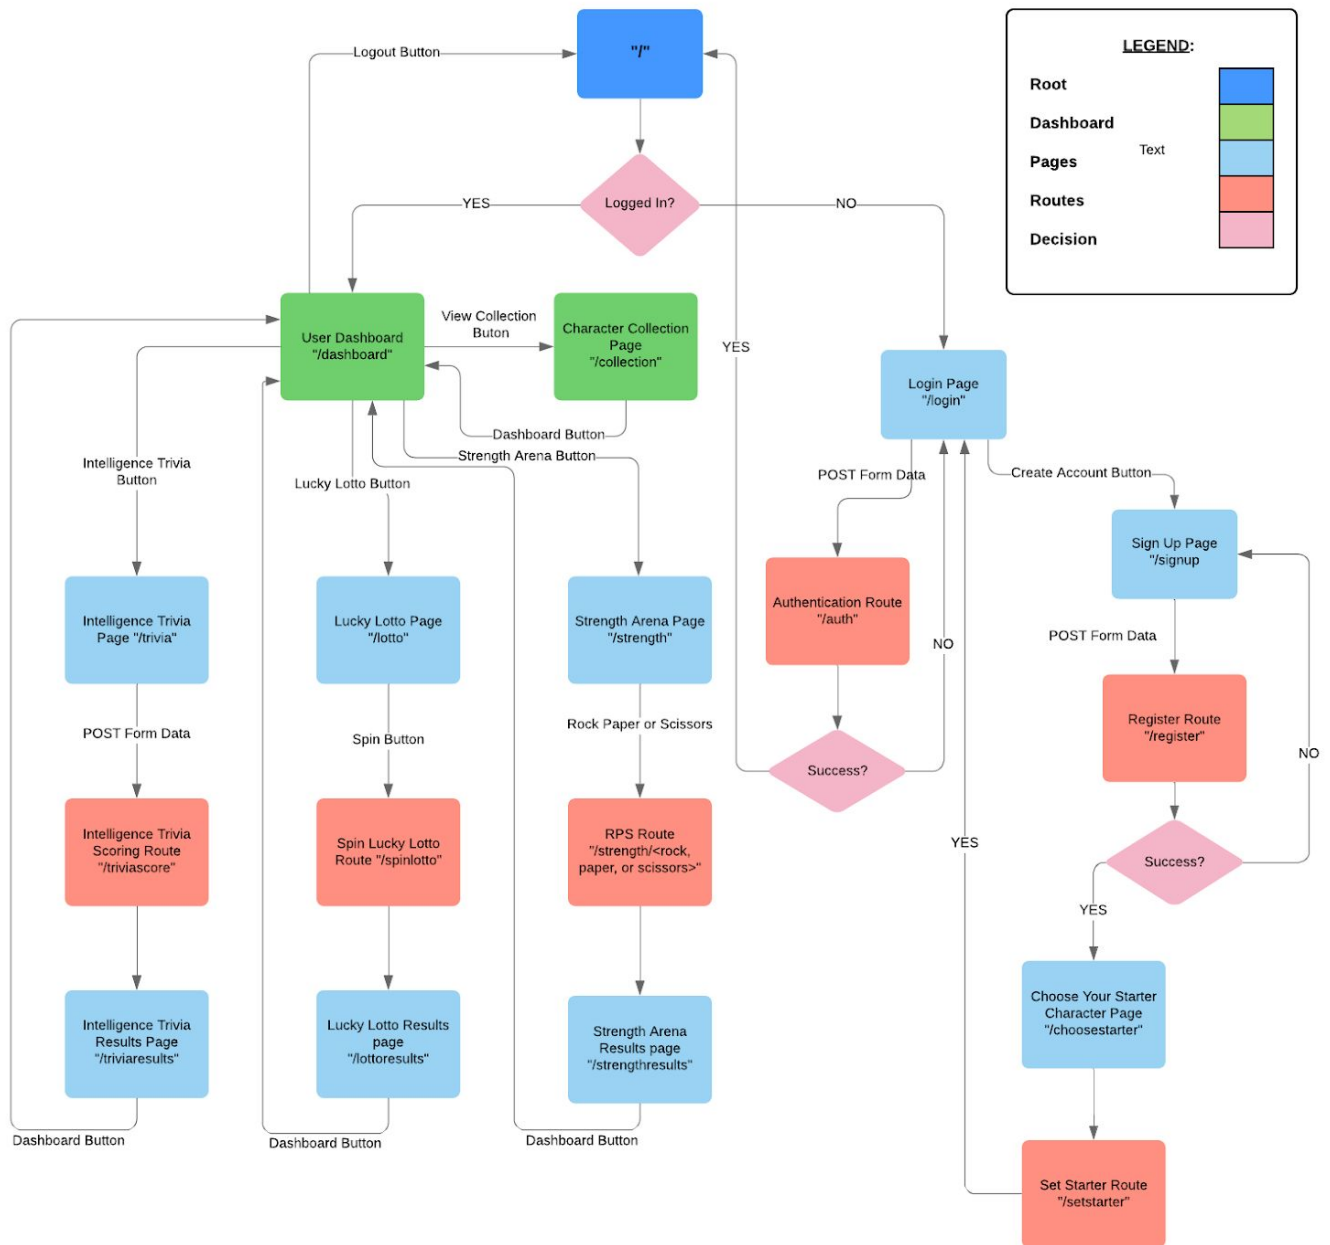 Logout Button
"/"
LEGEND:
Root
Dashboard
Text
Pages
Routes
Decision
Logged In?
YES
NO
User Dashboard
"/dashboard"
View Collection
Buton
Character Collection
Page
"/collection"
YES
Login Page
"/login"
Dashboard Button
Intelligence Trivia
Button
Strength Arena Button
Lucky Lotto Button
POST Form Data
Create Account Button
Sign Up Page
"/signup
Intelligence Trivia
Page "/trivia"
Lucky Lotto Page
"/lotto"
Strength Arena Page
"/strength"
Authentication Route
"/auth"
NO
POST Form Data
POST Form Data
Spin Button
Rock Paper or Scissors
Success?
Register Route
"/register"
NO
Intelligence Trivia
Scoring Route
"/triviascore"
Spin Lucky Lotto
Route "/spinlotto"
RPS Route
"/strength/<rock,
paper, or scissors>"
YES
Success?
YES
Intelligence Trivia
Results Page
"/triviaresults"
Lucky Lotto Results
page
"/lottoresults"
Strength Arena
Results page
"/strengthresults"
Choose Your Starter
Character Page
"/choosestarter"
Dashboard Button
Dashboard Button
Dashboard Button
Set Starter Route
"/setstarter"